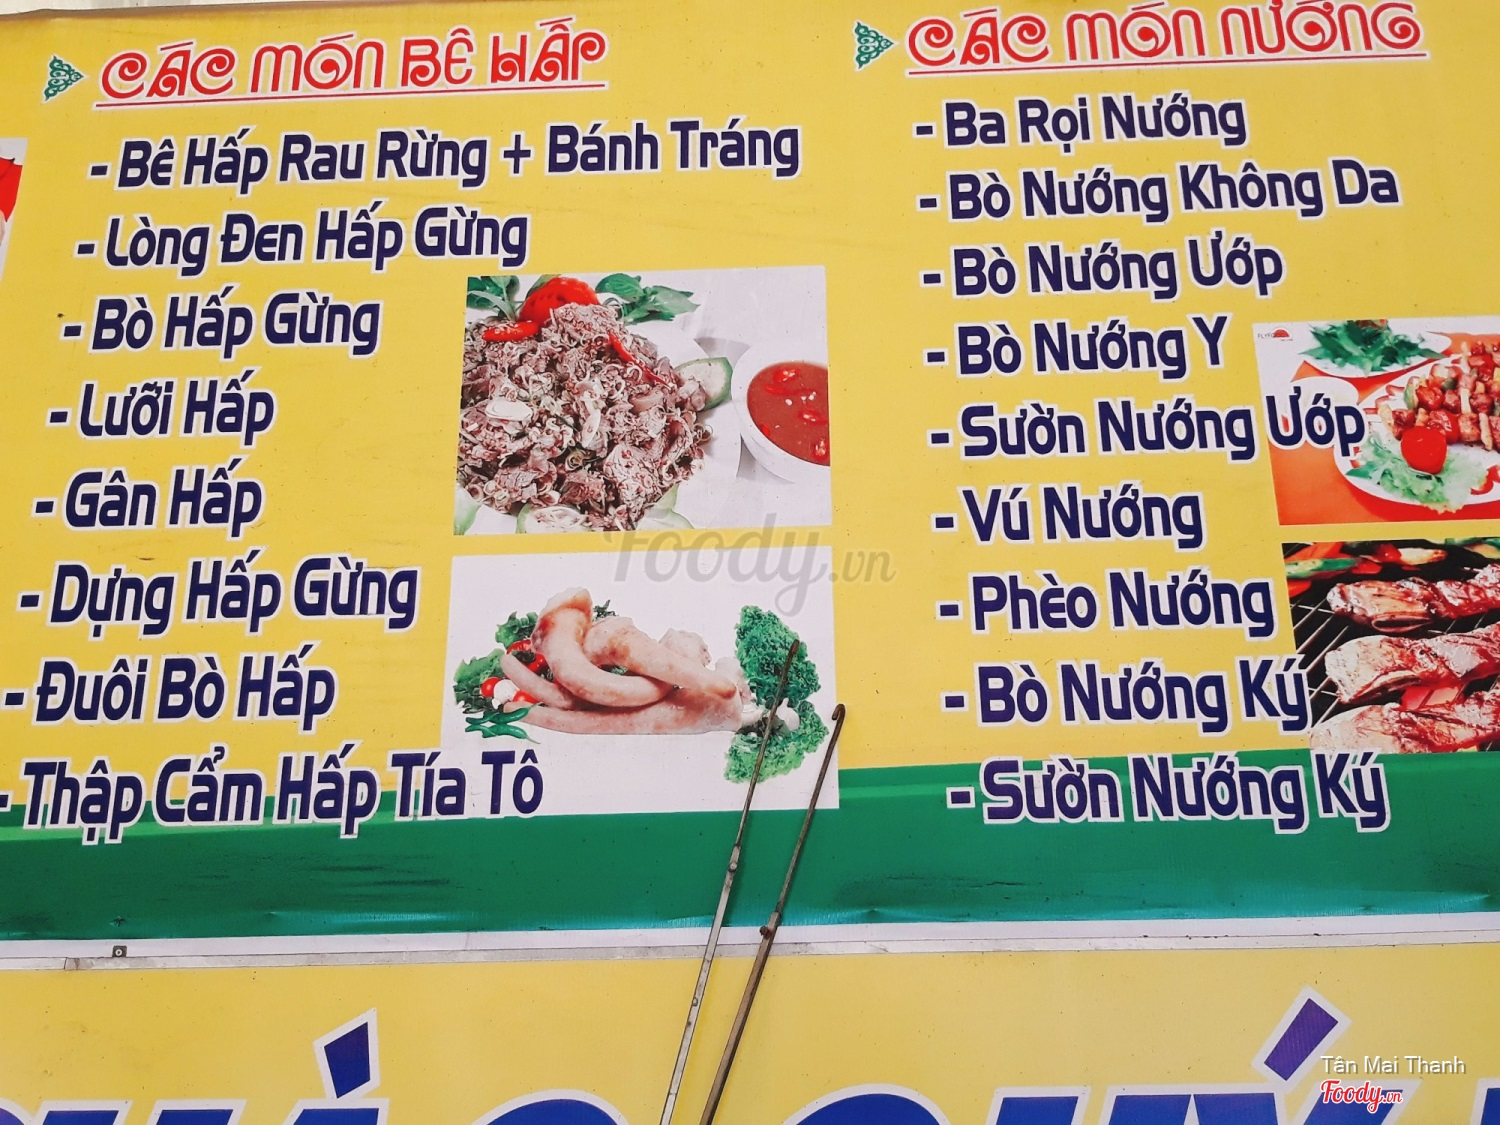 CÁC MÓN BÊ HẤP
- Bê Hấp Rau Rừng + Bánh Tráng
- Lòng Đen Hấp Gừng
- Bò Hấp Gừng
- Lưỡi Hấp
- Gân Hấp
- Dựng Hấp Gừng
- Đuôi Bò Hấp
- Thập Cẩm Hấp Tía Tô
CÁC MÓN NƯỚNG
- Ba Rọi Nướng
- Bò Nướng Không Da
- Bò Nướng Ướp
- Bò Nướng Y
- Sườn Nướng Ướp
- Vú Nướng
- Phèo Nướng
- Bò Nướng Ký
- Sườn Nướng Ký
Foody.vn
Tân Mai Thanh
Foody.vn